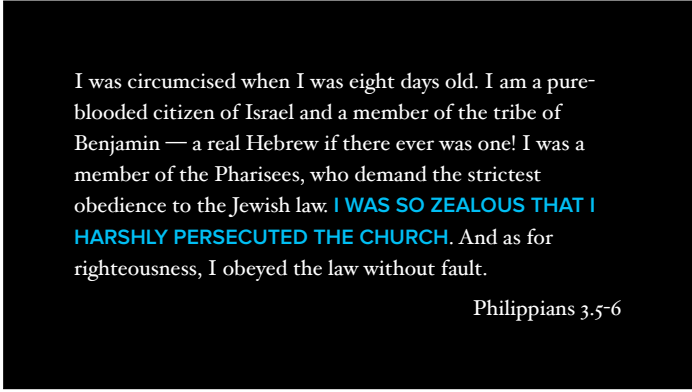 I was circumcised when I was eight days old. I am a pure-
blooded citizen of Israel and a member of the tribe of
Benjamin — a real Hebrew if there ever was one! I was a
member of the Pharisees, who demand the strictest
obedience to the Jewish law. I WAS SO ZEALOUS THAT I
HARSHLY PERSECUTED THE CHURCH. And as for
righteousness, I obeyed the law without fault.
Philippians 3.5-6